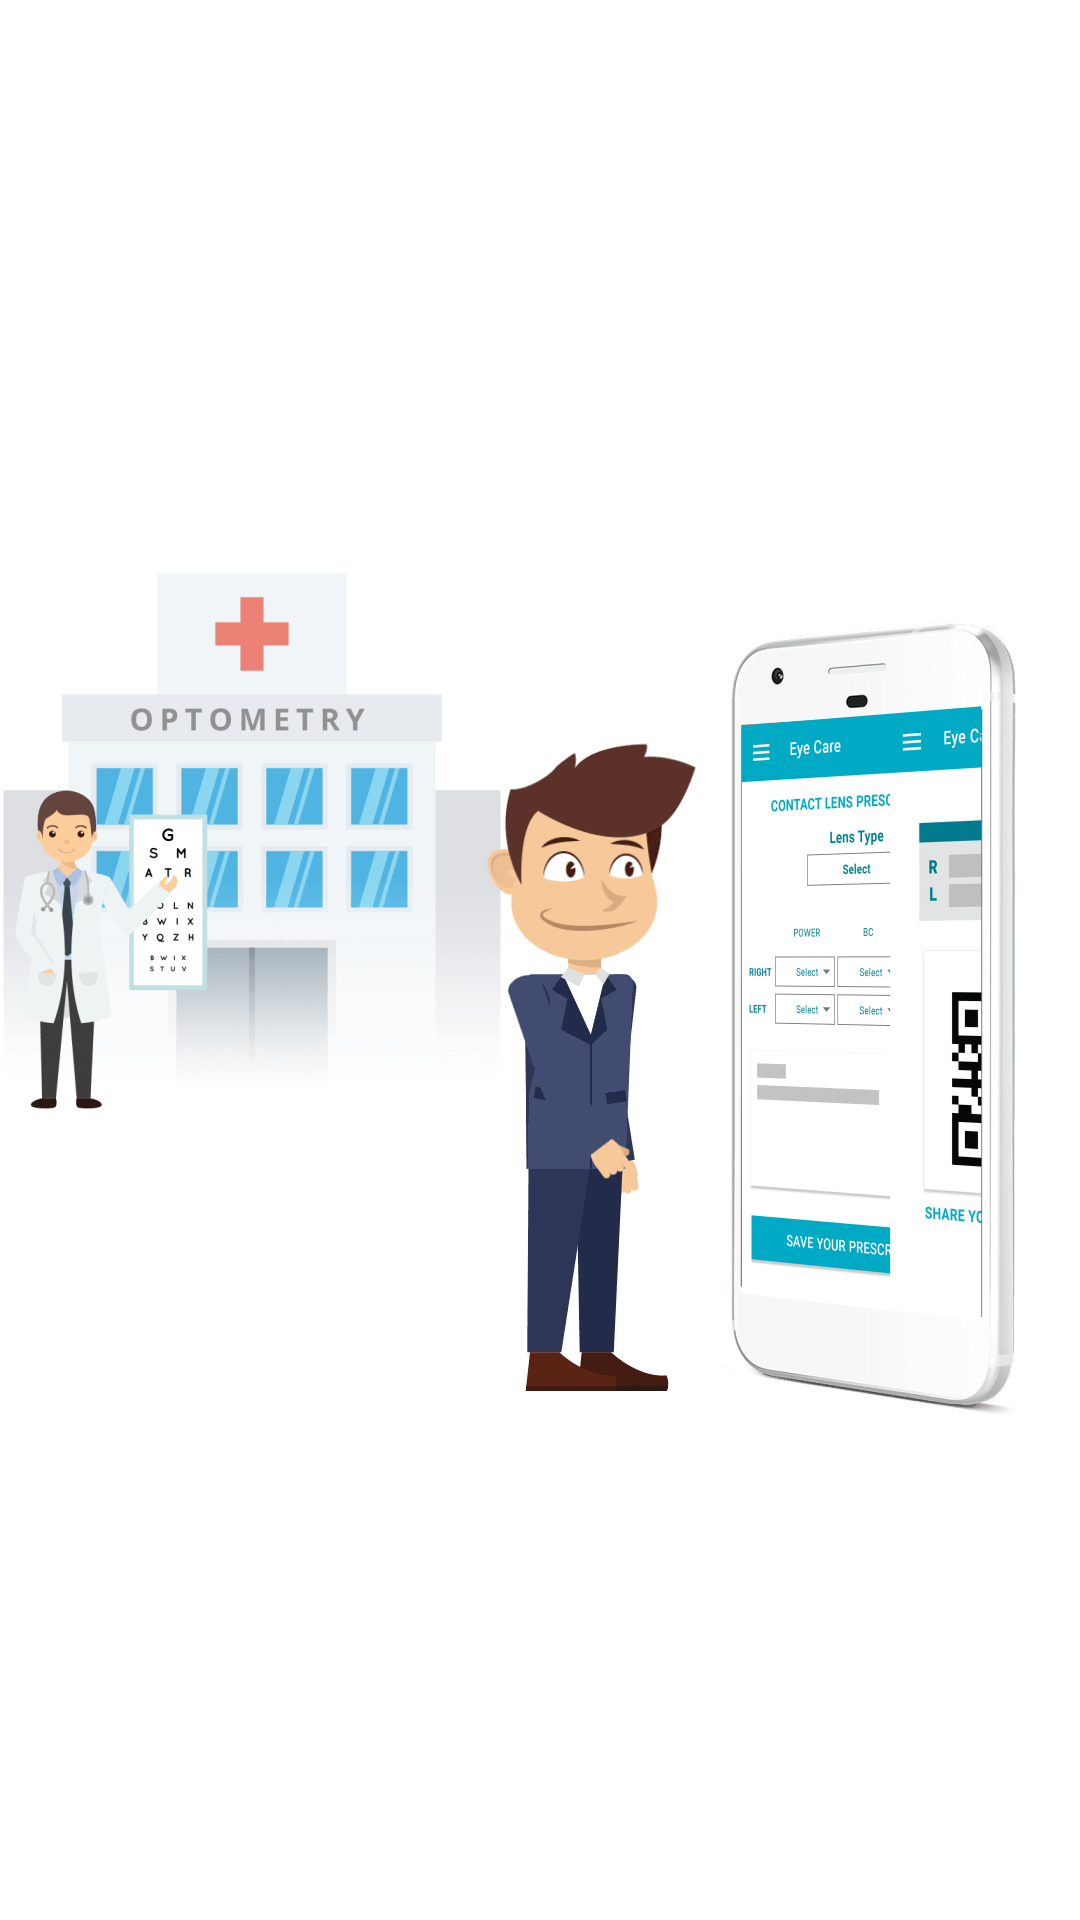 OPTOMETRY
G
S M
A T R
L N
W I X
Y Q Z H
B W I X
S T U V
Eye Care
CONTACT LENS PRESC
Lens Type
Select
POWER BC
RIGHT Select Select
LEFT Select Select
SAVE YOUR PRESCR
Eye Ca
R
L
SHARE YO